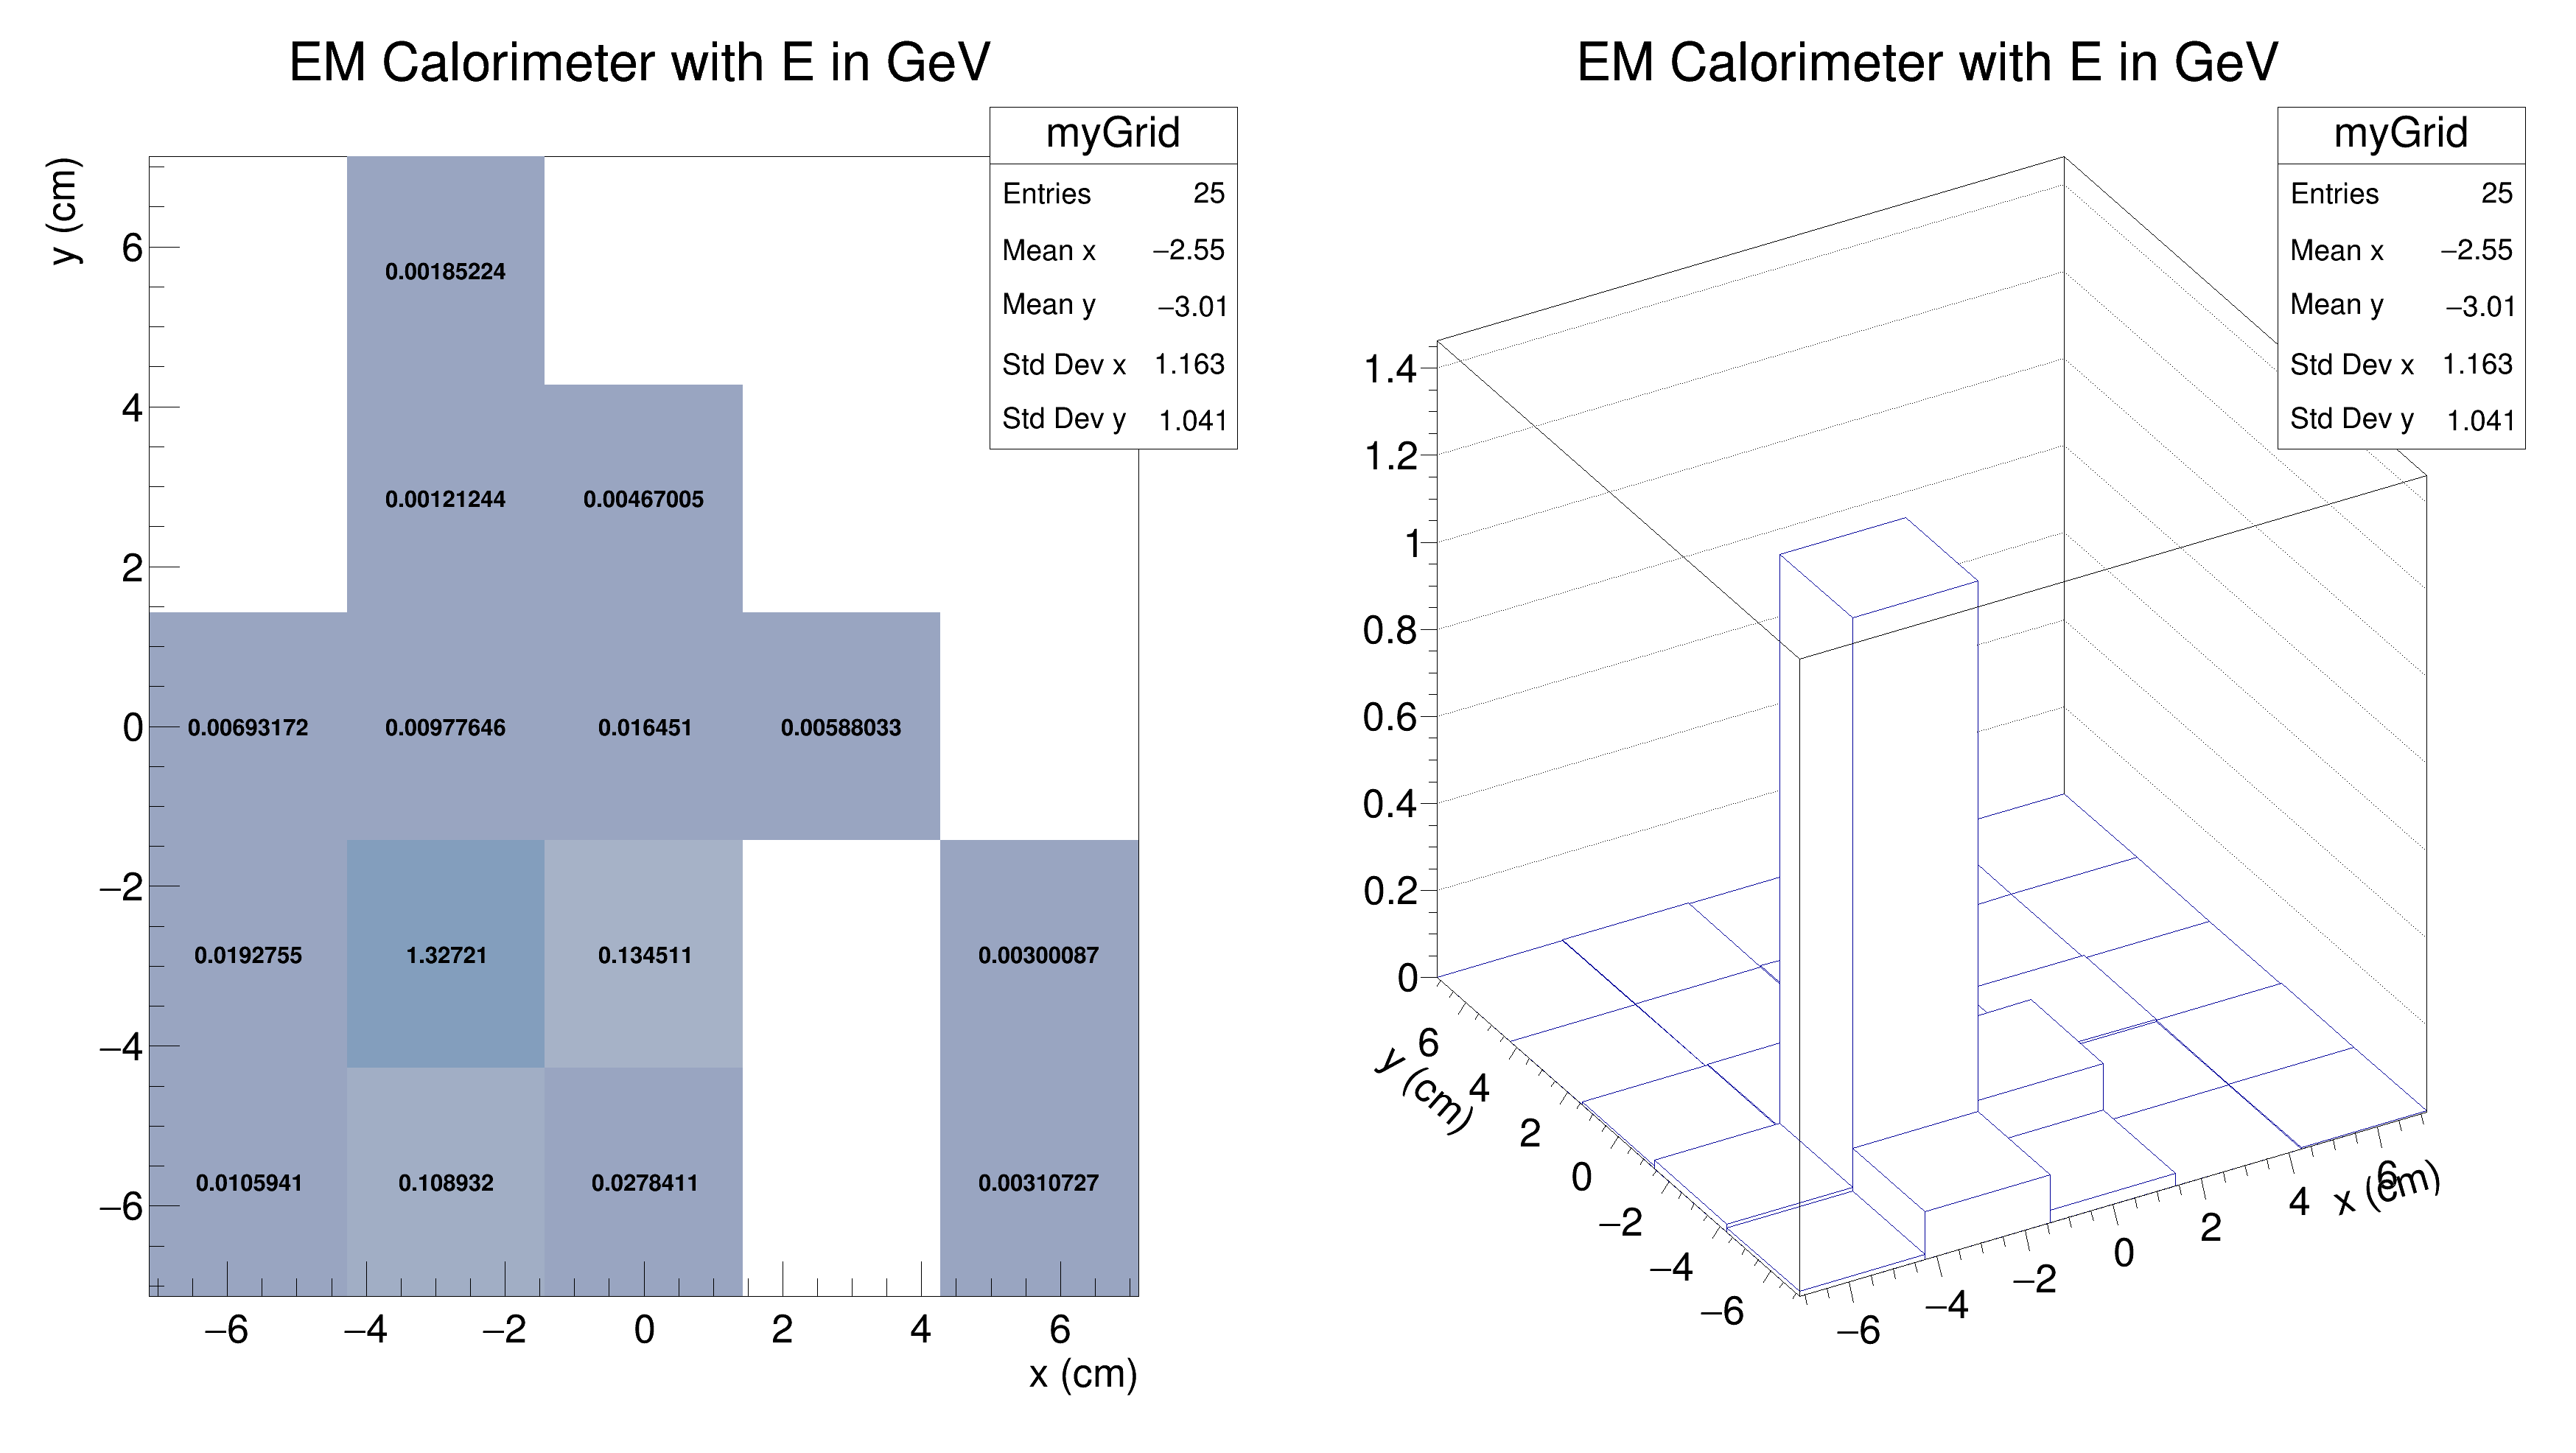 EM Calorimeter with E in GeV
myGrid
Entries 25
Mean x −2.55
Mean y −3.01
Std Dev x 1.163
Std Dev y 1.041
y (cm)
6
4
2
0
−2
−4
−6
0.00185224
0.00121244 0.00467005
0.00693172 0.00977646 0.016451 0.00588033
0.0192755 1.32721 0.134511 0.00300087
0.0105941 0.108932 0.0278411 0.00310727
−6 −4 −2 0 2 4 6
x (cm)
EM Calorimeter with E in GeV
myGrid
Entries 25
Mean x −2.55
Mean y −3.01
Std Dev x 1.163
Std Dev y 1.041
1.4
1.2
1
0.8
0.6
0.4
0.2
0
y (cm)
6
4
2
0
−2
−4
−6
−6 −4 −2 0 2 4 6
x (cm)